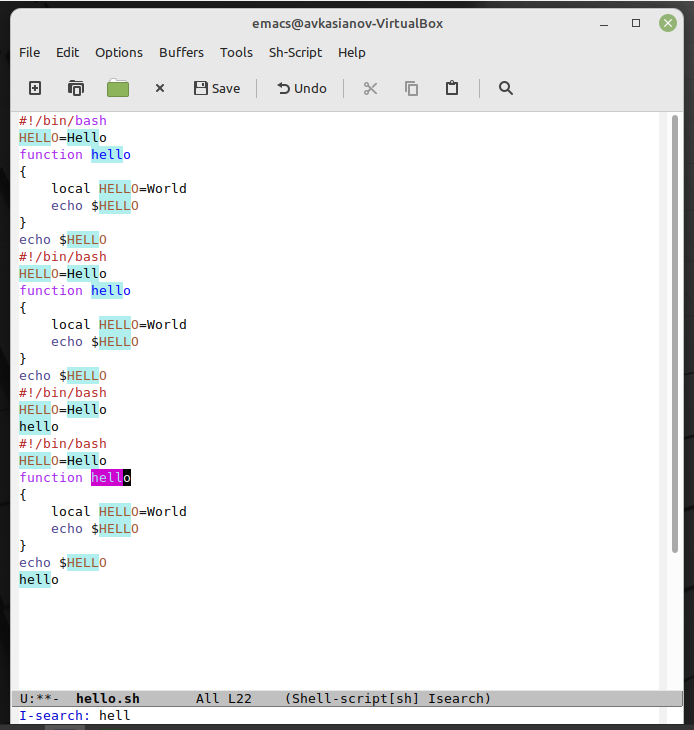 emacs@avkasianov-VirtualBox
File Edit Options Buffers Tools Sh-Script Help
Save Undo
#!/bin/bash
HELLO=Hello
function hello
{
    local HELLO=World
    echo $HELLO
}
echo $HELLO
#!/bin/bash
HELLO=Hello
function hello
{
    local HELLO=World
    echo $HELLO
}
echo $HELLO
#!/bin/bash
HELLO=Hello
hello
#!/bin/bash
HELLO=Hello
function hello
{
    local HELLO=World
    echo $HELLO
}
echo $HELLO
hello
U:**-  hello.sh       All L22    (Shell-script[sh] Isearch)
I-search: hell